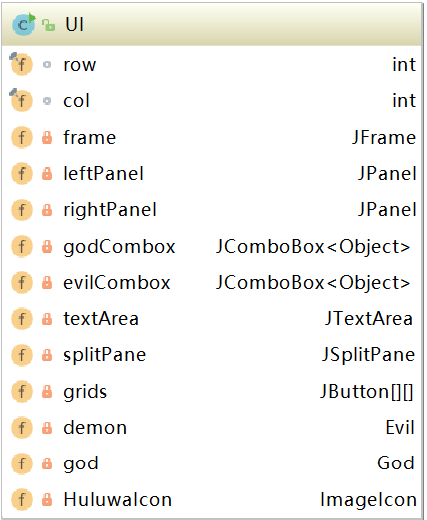 UI
row int
col int
frame JFrame
leftPanel JPanel
rightPanel JPanel
godCombox JComboBox<Object>
evilCombox JComboBox<Object>
textArea JTextArea
splitPane JSplitPane
grids JButton[][]
demon Evil
god God
HuluwaIcon ImageIcon